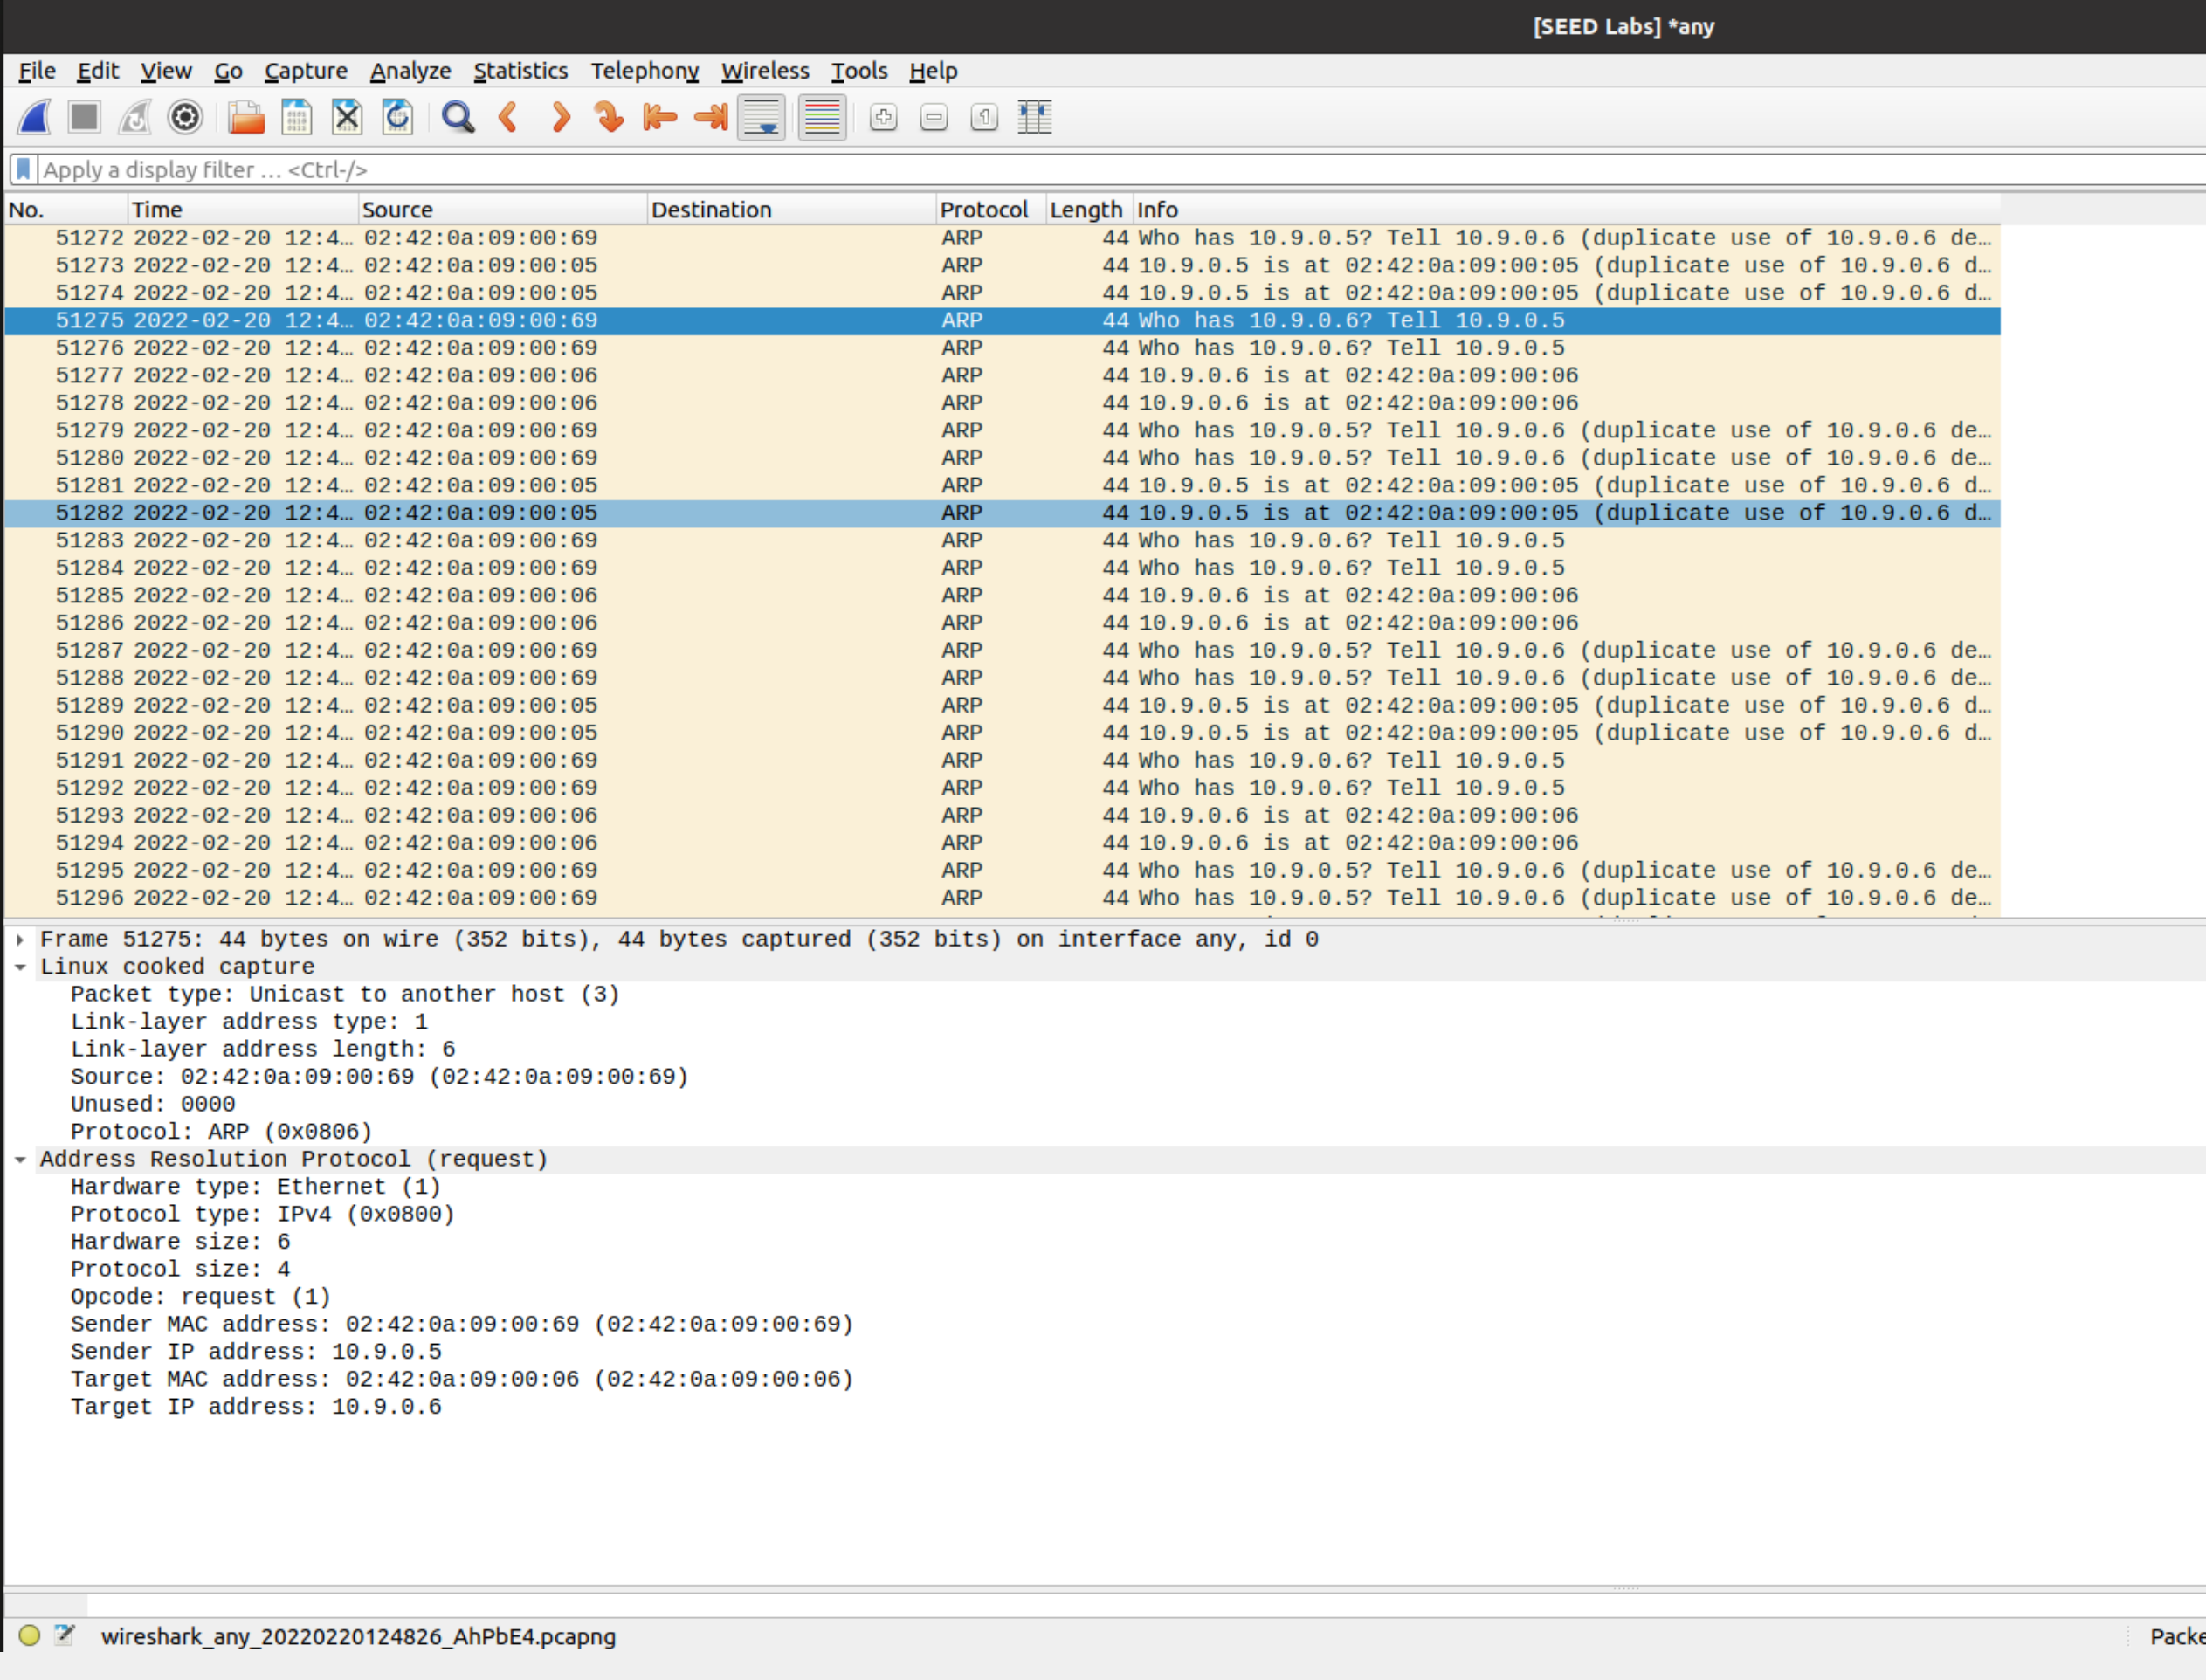 [SEED Labs] *any
File Edit View Go Capture Analyze Statistics Telephony Wireless Tools Help
Apply a display filter … <Ctrl-/>
No. Time Source Destination Protocol Length Info
51272 2022-02-20 12:4… 02:42:0a:09:00:69 ARP 44 Who has 10.9.0.5? Tell 10.9.0.6 (duplicate use of 10.9.0.6 de…
51273 2022-02-20 12:4… 02:42:0a:09:00:05 ARP 44 10.9.0.5 is at 02:42:0a:09:00:05 (duplicate use of 10.9.0.6 d…
51274 2022-02-20 12:4… 02:42:0a:09:00:05 ARP 44 10.9.0.5 is at 02:42:0a:09:00:05 (duplicate use of 10.9.0.6 d…
51275 2022-02-20 12:4… 02:42:0a:09:00:69 ARP 44 Who has 10.9.0.6? Tell 10.9.0.5
51276 2022-02-20 12:4… 02:42:0a:09:00:69 ARP 44 Who has 10.9.0.6? Tell 10.9.0.5
51277 2022-02-20 12:4… 02:42:0a:09:00:06 ARP 44 10.9.0.6 is at 02:42:0a:09:00:06
51278 2022-02-20 12:4… 02:42:0a:09:00:06 ARP 44 10.9.0.6 is at 02:42:0a:09:00:06
51279 2022-02-20 12:4… 02:42:0a:09:00:69 ARP 44 Who has 10.9.0.5? Tell 10.9.0.6 (duplicate use of 10.9.0.6 de…
51280 2022-02-20 12:4… 02:42:0a:09:00:69 ARP 44 Who has 10.9.0.5? Tell 10.9.0.6 (duplicate use of 10.9.0.6 de…
51281 2022-02-20 12:4… 02:42:0a:09:00:05 ARP 44 10.9.0.5 is at 02:42:0a:09:00:05 (duplicate use of 10.9.0.6 d…
51282 2022-02-20 12:4… 02:42:0a:09:00:05 ARP 44 10.9.0.5 is at 02:42:0a:09:00:05 (duplicate use of 10.9.0.6 d…
51283 2022-02-20 12:4… 02:42:0a:09:00:69 ARP 44 Who has 10.9.0.6? Tell 10.9.0.5
51284 2022-02-20 12:4… 02:42:0a:09:00:69 ARP 44 Who has 10.9.0.6? Tell 10.9.0.5
51285 2022-02-20 12:4… 02:42:0a:09:00:06 ARP 44 10.9.0.6 is at 02:42:0a:09:00:06
51286 2022-02-20 12:4… 02:42:0a:09:00:06 ARP 44 10.9.0.6 is at 02:42:0a:09:00:06
51287 2022-02-20 12:4… 02:42:0a:09:00:69 ARP 44 Who has 10.9.0.5? Tell 10.9.0.6 (duplicate use of 10.9.0.6 de…
51288 2022-02-20 12:4… 02:42:0a:09:00:69 ARP 44 Who has 10.9.0.5? Tell 10.9.0.6 (duplicate use of 10.9.0.6 de…
51289 2022-02-20 12:4… 02:42:0a:09:00:05 ARP 44 10.9.0.5 is at 02:42:0a:09:00:05 (duplicate use of 10.9.0.6 d…
51290 2022-02-20 12:4… 02:42:0a:09:00:05 ARP 44 10.9.0.5 is at 02:42:0a:09:00:05 (duplicate use of 10.9.0.6 d…
51291 2022-02-20 12:4… 02:42:0a:09:00:69 ARP 44 Who has 10.9.0.6? Tell 10.9.0.5
51292 2022-02-20 12:4… 02:42:0a:09:00:69 ARP 44 Who has 10.9.0.6? Tell 10.9.0.5
51293 2022-02-20 12:4… 02:42:0a:09:00:06 ARP 44 10.9.0.6 is at 02:42:0a:09:00:06
51294 2022-02-20 12:4… 02:42:0a:09:00:06 ARP 44 10.9.0.6 is at 02:42:0a:09:00:06
51295 2022-02-20 12:4… 02:42:0a:09:00:69 ARP 44 Who has 10.9.0.5? Tell 10.9.0.6 (duplicate use of 10.9.0.6 de…
51296 2022-02-20 12:4… 02:42:0a:09:00:69 ARP 44 Who has 10.9.0.5? Tell 10.9.0.6 (duplicate use of 10.9.0.6 de…
Frame 51275: 44 bytes on wire (352 bits), 44 bytes captured (352 bits) on interface any, id 0
Linux cooked capture
Packet type: Unicast to another host (3)
Link-layer address type: 1
Link-layer address length: 6
Source: 02:42:0a:09:00:69 (02:42:0a:09:00:69)
Unused: 0000
Protocol: ARP (0x0806)
Address Resolution Protocol (request)
Hardware type: Ethernet (1)
Protocol type: IPv4 (0x0800)
Hardware size: 6
Protocol size: 4
Opcode: request (1)
Sender MAC address: 02:42:0a:09:00:69 (02:42:0a:09:00:69)
Sender IP address: 10.9.0.5
Target MAC address: 02:42:0a:09:00:06 (02:42:0a:09:00:06)
Target IP address: 10.9.0.6
wireshark_any_20220220124826_AhPbE4.pcapng Packe